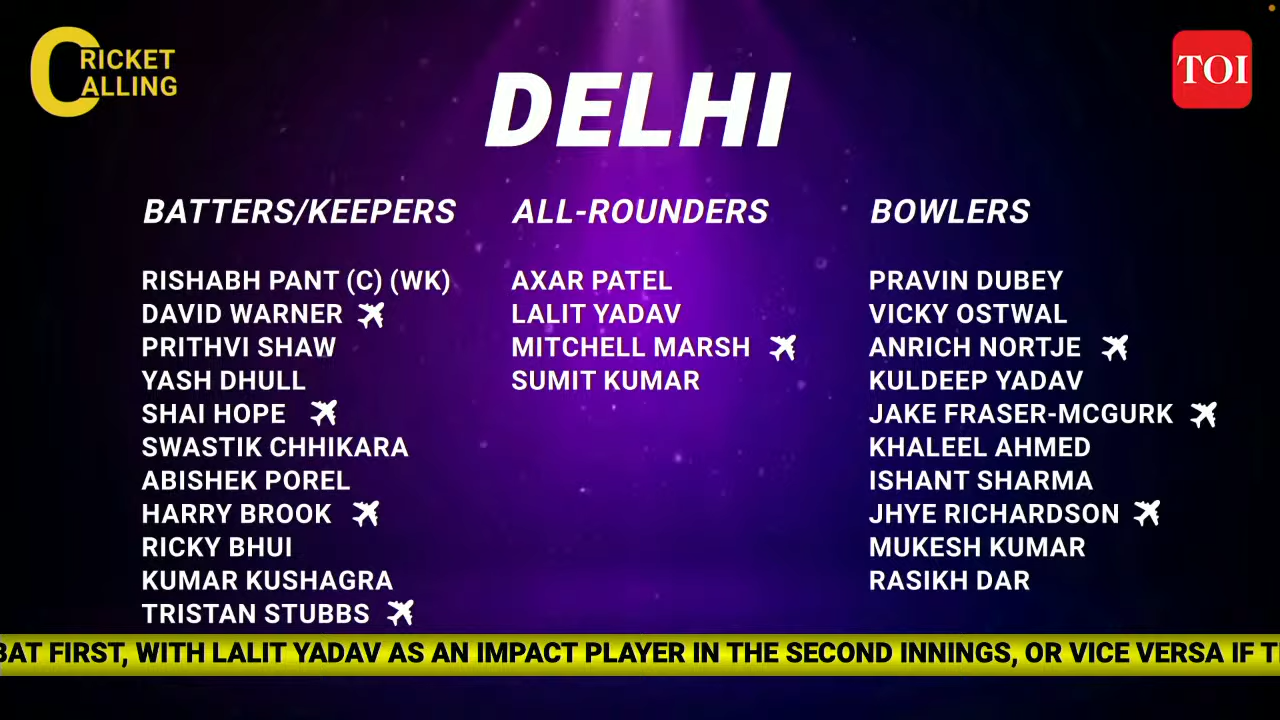 CRICKET
CALLING
TOI
DELHI
BATTERS/KEEPERS
RISHABH PANT (C) (WK)
DAVID WARNER
PRITHVI SHAW
YASH DHULL
SHAI HOPE
SWASTIK CHHIKARA
ABISHEK POREL
HARRY BROOK
RICKY BHUI
KUMAR KUSHAGRA
TRISTAN STUBBS
ALL-ROUNDERS
AXAR PATEL
LALIT YADAV
MITCHELL MARSH
SUMIT KUMAR
BOWLERS
PRAVIN DUBEY
VICKY OSTWAL
ANRICH NORTJE
KULDEEP YADAV
JAKE FRASER-MCGURK
KHALEEL AHMED
ISHANT SHARMA
JHYE RICHARDSON
MUKESH KUMAR
RASIKH DAR
BAT FIRST, WITH LALIT YADAV AS AN IMPACT PLAYER IN THE SECOND INNINGS, OR VICE VERSA IF